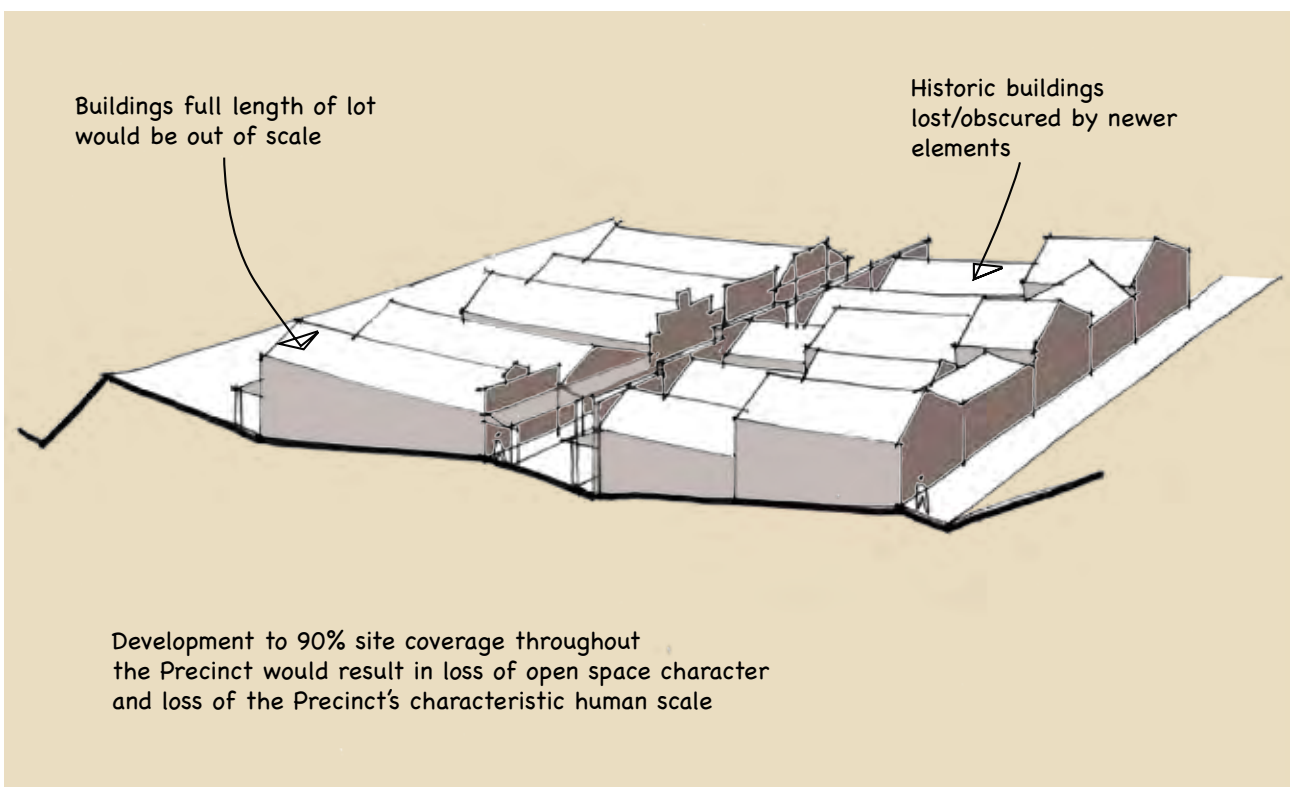 Buildings full length of lot
would be out of scale
Historic buildings
lost/obscured by newer
elements
Development to 90% site coverage throughout
the Precinct would result in loss of open space character
and loss of the Precinct's characteristic human scale